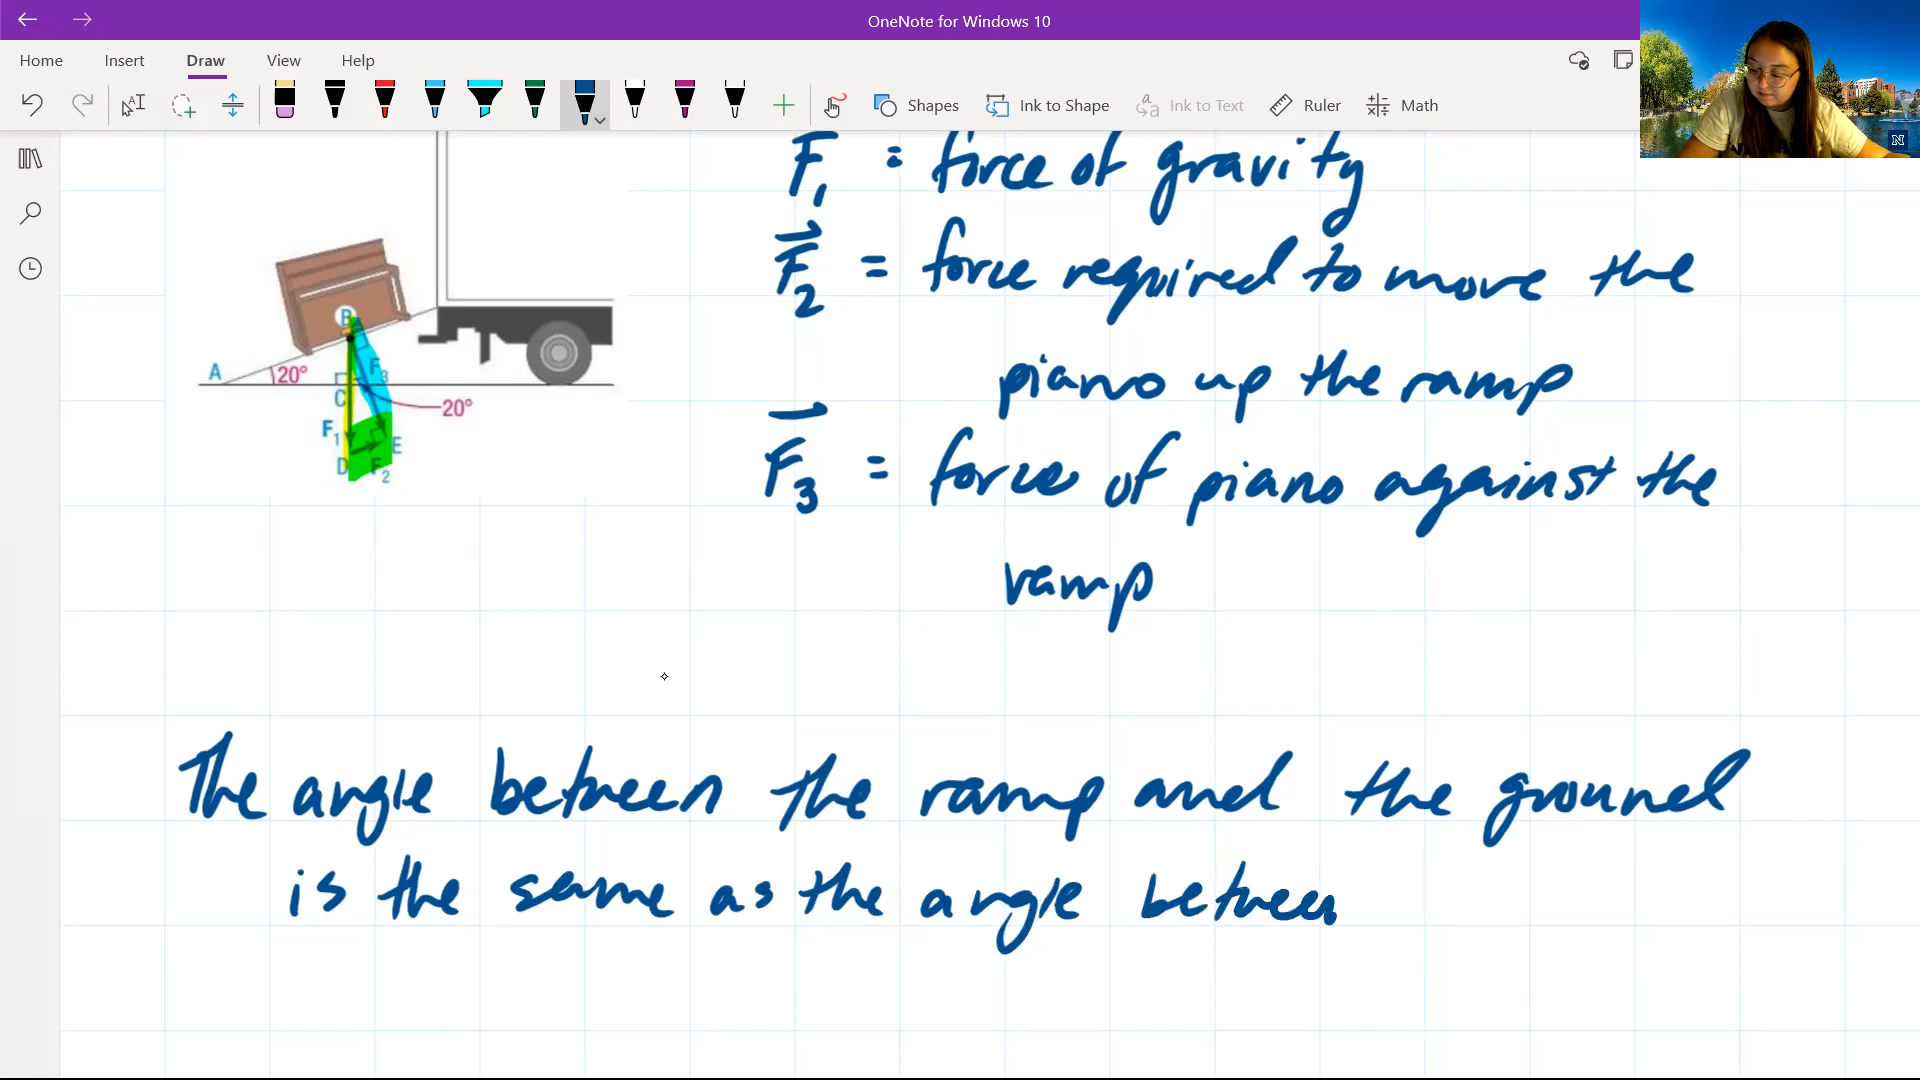 OneNote for Windows 10
Home Insert Draw View Help
Shapes Ink to Shape Ink to Text Ruler Math
F₁ = force of gravity
F₂ = force required to move the
piano up the ramp
F₃ = force of piano against the
ramp
B
A 20° F₃
C 20°
F₁ E
D F₂
The angle between the ramp and the ground
is the same as the angle between
N